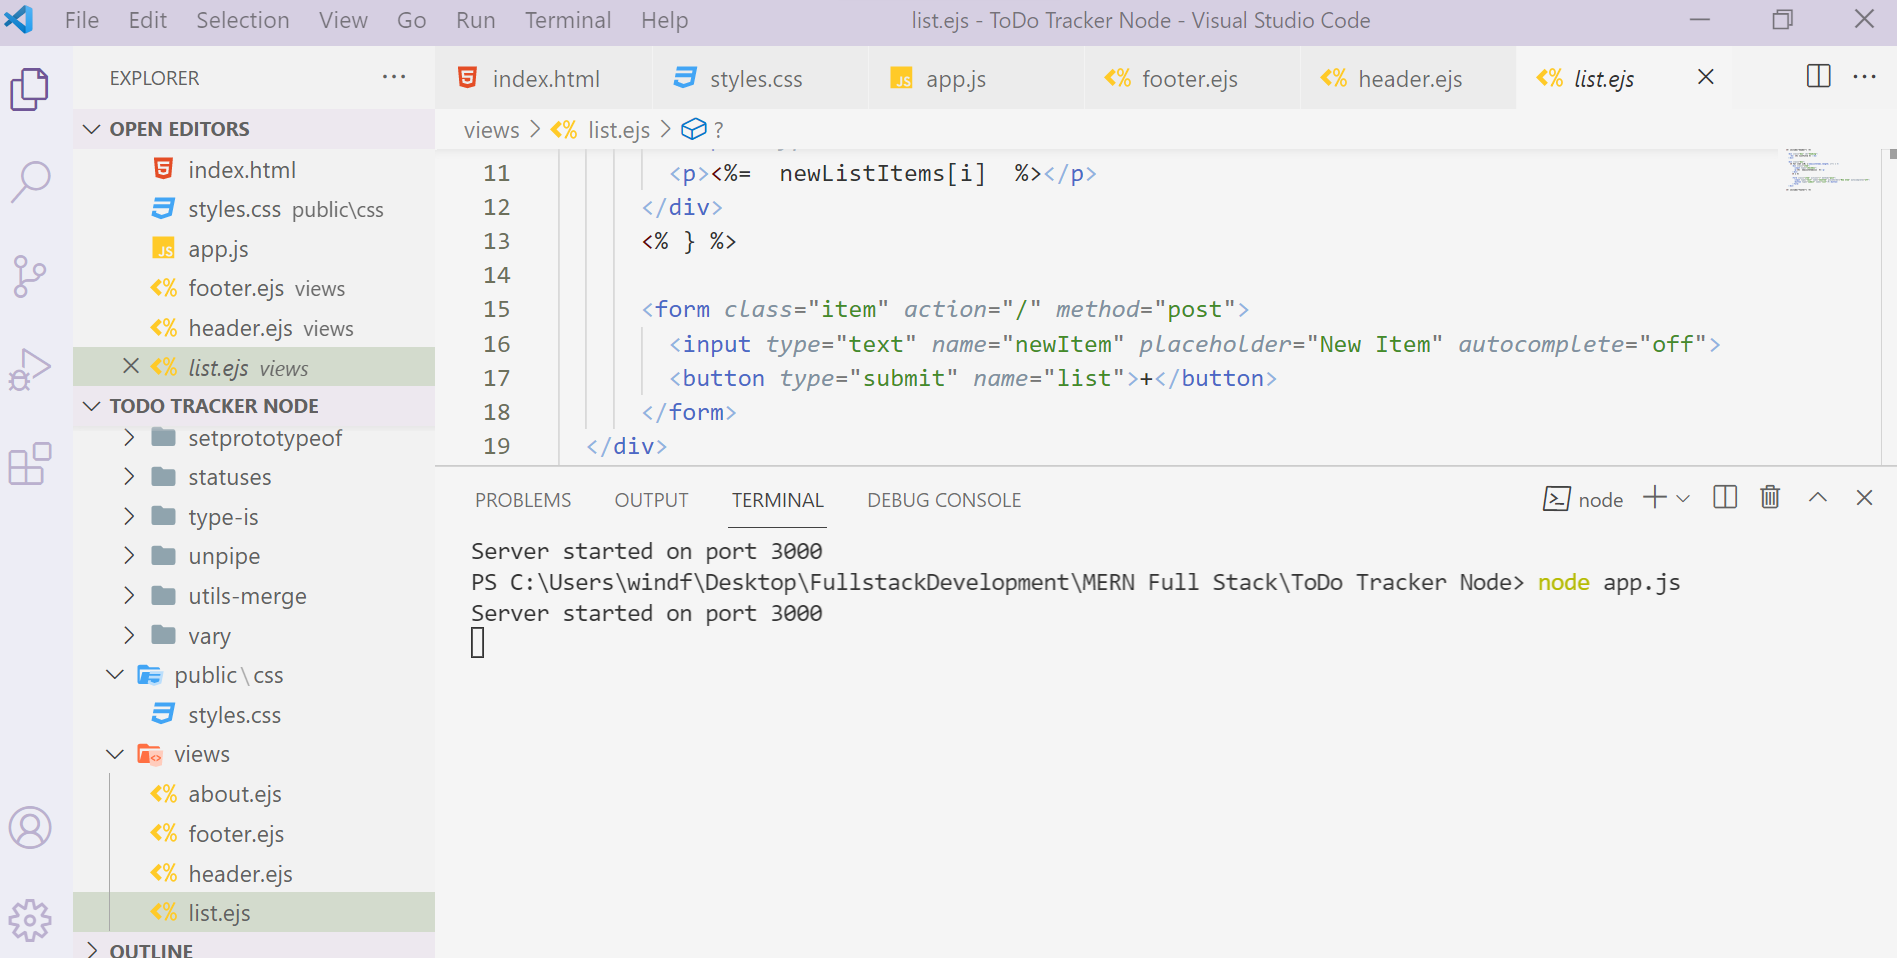 File Edit Selection View Go Run Terminal Help list.ejs - ToDo Tracker Node - Visual Studio Code
EXPLORER ···
OPEN EDITORS
index.html
styles.css public\css
app.js
footer.ejs views
header.ejs views
list.ejs views
TODO TRACKER NODE
setprototypeof
statuses
type-is
unpipe
utils-merge
vary
public\css
styles.css
views
about.ejs
footer.ejs
header.ejs
list.ejs
OUTLINE
index.html styles.css app.js footer.ejs header.ejs list.ejs
views > list.ejs > ?
11 <p><%=  newListItems[i]  %></p>
12 </div>
13 <% } %>
14
15 <form class="item" action="/" method="post">
16 <input type="text" name="newItem" placeholder="New Item" autocomplete="off">
17 <button type="submit" name="list">+</button>
18 </form>
19 </div>
PROBLEMS OUTPUT TERMINAL DEBUG CONSOLE node
Server started on port 3000
PS C:\Users\windf\Desktop\FullstackDevelopment\MERN Full Stack\ToDo Tracker Node> node app.js
Server started on port 3000